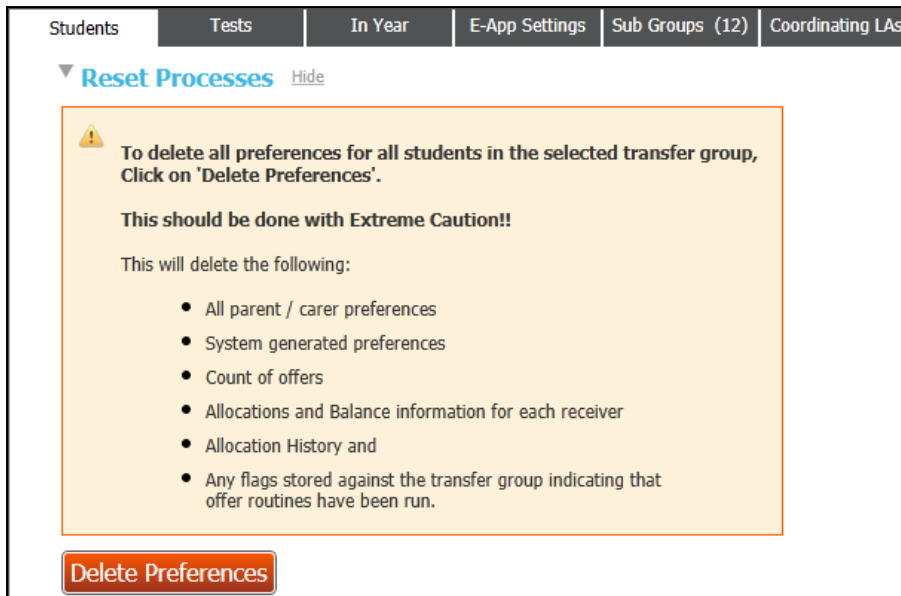 Students Tests In Year E-App Settings Sub Groups (12) Coordinating LAs
Reset Processes Hide
To delete all preferences for all students in the selected transfer group,
Click on 'Delete Preferences'.
This should be done with Extreme Caution!!
This will delete the following:
All parent / carer preferences
System generated preferences
Count of offers
Allocations and Balance information for each receiver
Allocation History and
Any flags stored against the transfer group indicating that
offer routines have been run.
Delete Preferences